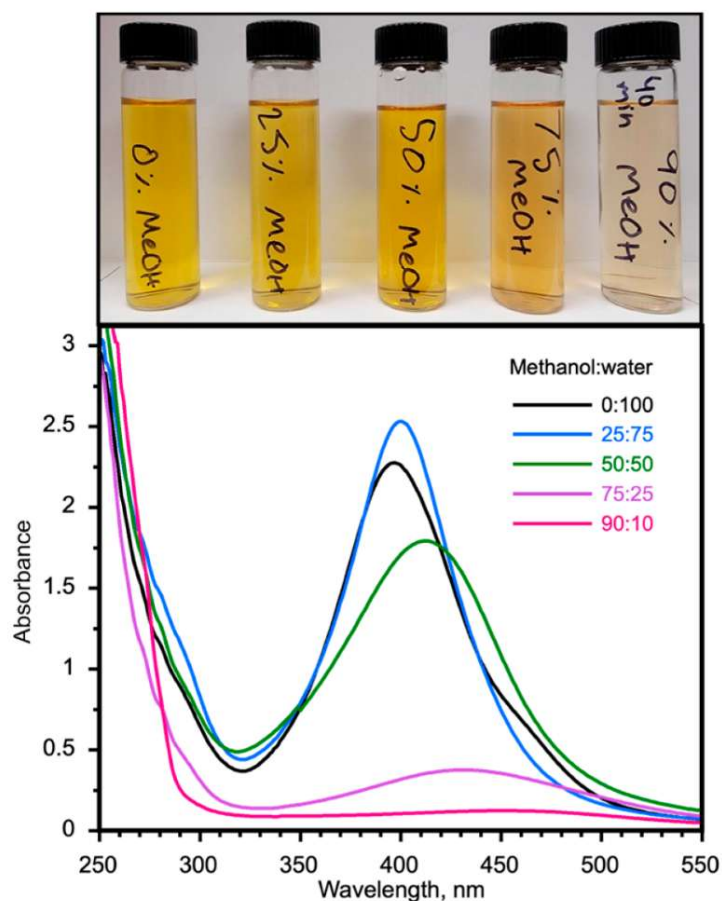 0% MeOH
25% MeOH
50% MeOH
75% MeOH
40 min 90% MeOH
3
2.5
2
1.5
1
0.5
0
Absorbance
Methanol:water
0:100
25:75
50:50
75:25
90:10
250 300 350 400 450 500 550
Wavelength, nm